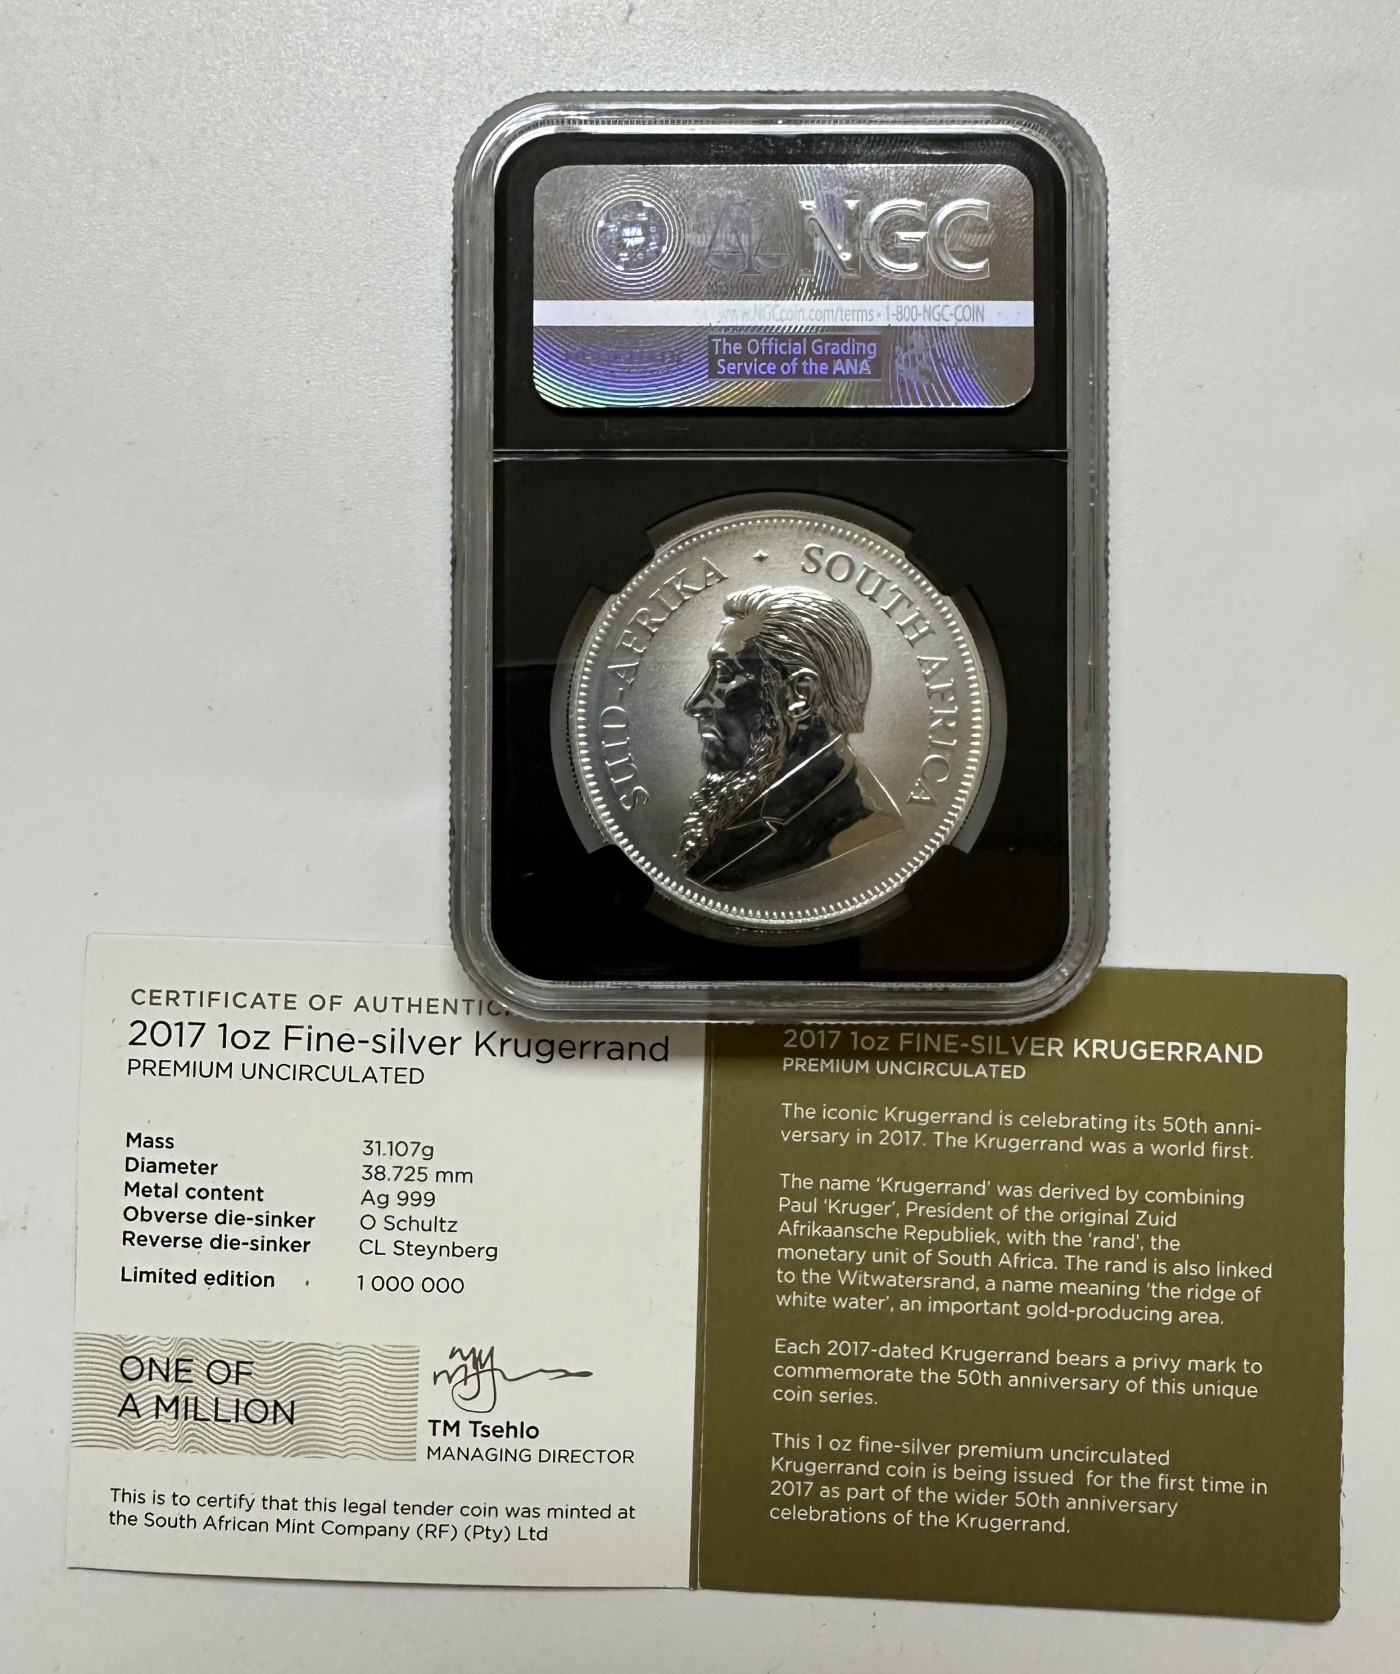 NGC
www.NGCcoin.com/terms • 1-800-NGC-COIN
The Official Grading
Service of the ANA
SUID-AFRIKA • SOUTH AFRICA
CERTIFICATE OF AUTHENTIC
2017 1oz Fine-silver Krugerrand
PREMIUM UNCIRCULATED
Mass 31.107g
Diameter 38.725 mm
Metal content Ag 999
Obverse die-sinker O Schultz
Reverse die-sinker CL Steynberg
Limited edition 1 000 000
ONE OF
A MILLION
TM Tsehlo
MANAGING DIRECTOR
This is to certify that this legal tender coin was minted at
the South African Mint Company (RF) (Pty) Ltd
2017 1oz FINE-SILVER KRUGERRAND
PREMIUM UNCIRCULATED
The iconic Krugerrand is celebrating its 50th anni-
versary in 2017. The Krugerrand was a world first.
The name ‘Krugerrand’ was derived by combining
Paul ‘Kruger’, President of the original Zuid
Afrikaansche Republiek, with the ‘rand’, the
monetary unit of South Africa. The rand is also linked
to the Witwatersrand, a name meaning ‘the ridge of
white water’, an important gold-producing area.
Each 2017-dated Krugerrand bears a privy mark to
commemorate the 50th anniversary of this unique
coin series.
This 1 oz fine-silver premium uncirculated
Krugerrand coin is being issued for the first time in
2017 as part of the wider 50th anniversary
celebrations of the Krugerrand.